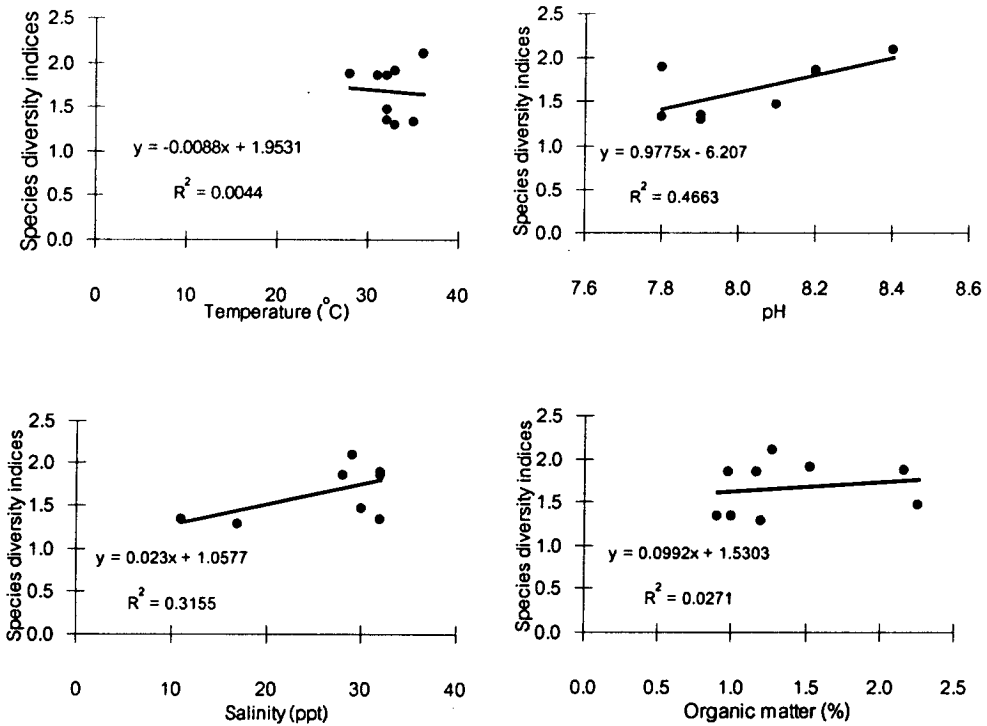 Species diversity indices
2.5
2.0
1.5
1.0
0.5
0.0
y = -0.0088x + 1.9531
R² = 0.0044
0 10 20 30 40
Temperature (°C)
Species diversity indices
2.5
2.0
1.5
1.0
0.5
0.0
y = 0.9775x - 6.207
R² = 0.4663
7.6 7.8 8.0 8.2 8.4 8.6
pH
Species diversity indices
2.5
2.0
1.5
1.0
0.5
0.0
y = 0.023x + 1.0577
R² = 0.3155
0 10 20 30 40
Salinity (ppt)
Species diversity indices
2.5
2.0
1.5
1.0
0.5
0.0
y = 0.0992x + 1.5303
R² = 0.0271
0.0 0.5 1.0 1.5 2.0 2.5
Organic matter (%)